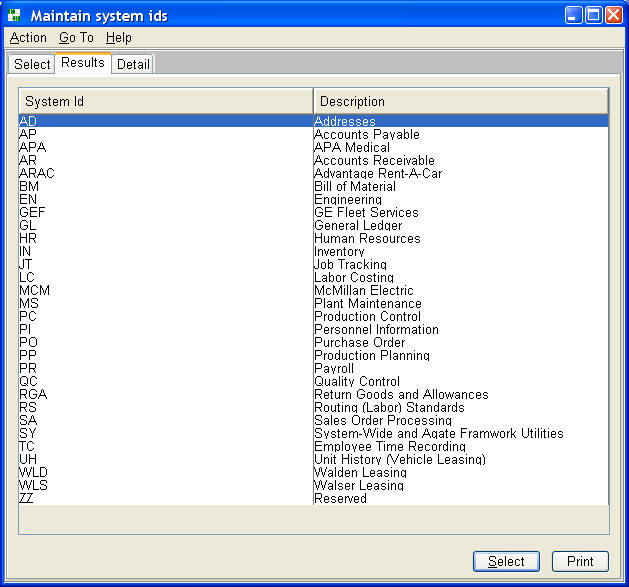 Maintain system ids
Action Go To Help
Select Results Detail
System Id Description
AD Addresses
AP Accounts Payable
APA APA Medical
AR Accounts Receivable
ARAC Advantage Rent-A-Car
BM Bill of Material
EN Engineering
GEF GE Fleet Services
GL General Ledger
HR Human Resources
IN Inventory
JT Job Tracking
LC Labor Costing
MCM McMillan Electric
MS Plant Maintenance
PC Production Control
PI Personnel Information
PO Purchase Order
PP Production Planning
PR Payroll
QC Quality Control
RGA Return Goods and Allowances
RS Routing (Labor) Standards
SA Sales Order Processing
SY System-Wide and Agate Framwork Utilities
TC Employee Time Recording
UH Unit History (Vehicle Leasing)
WLD Walden Leasing
WLS Walser Leasing
ZZ Reserved
Select Print